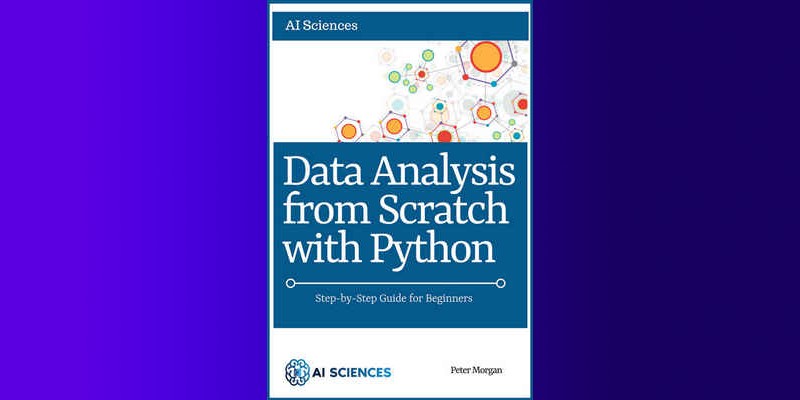 AI Sciences
Data Analysis
from Scratch
with Python
Step-by-Step Guide for Beginners
AI SCIENCES
Peter Morgan